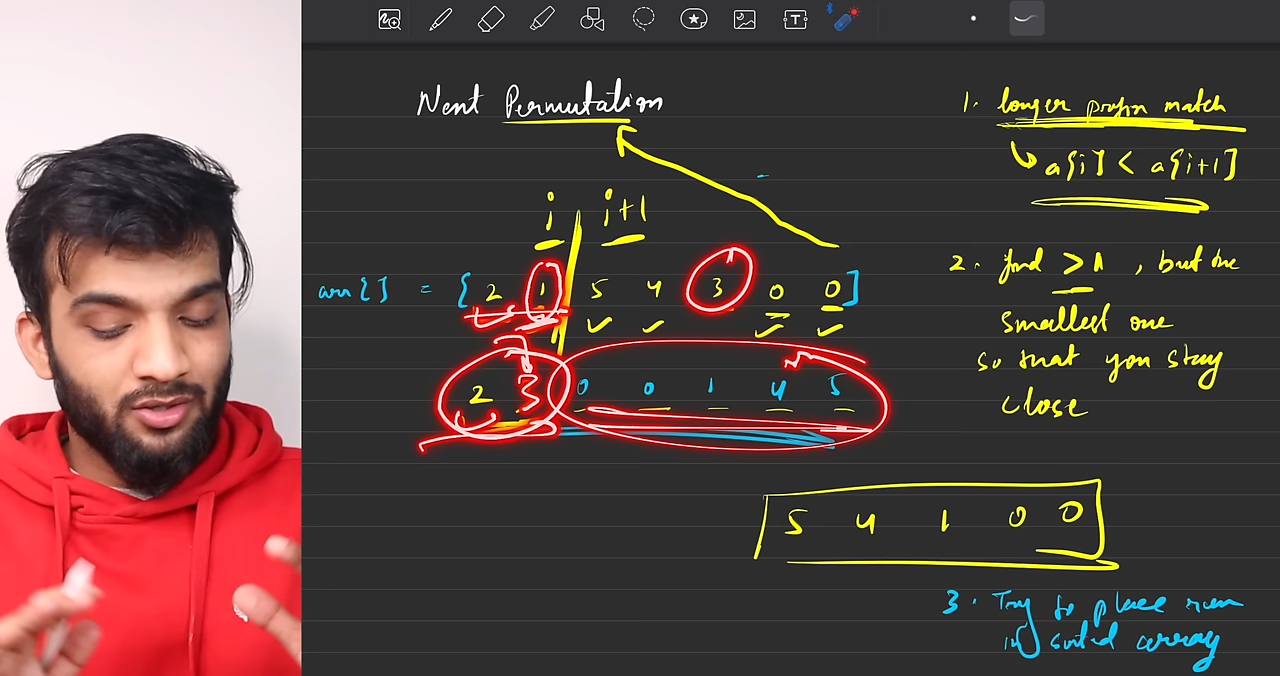 Next Permutation
1. longer prefix match
a[i] < a[i+1]
i i+1
arr[] = [ 2 1 5 4 3 0 0 ]
2. find > 1, but the
smallest one
so that you stay
close
2 3 0 0 1 4 5
5 4 1 0 0
3. Try to place rem
in sorted array
T